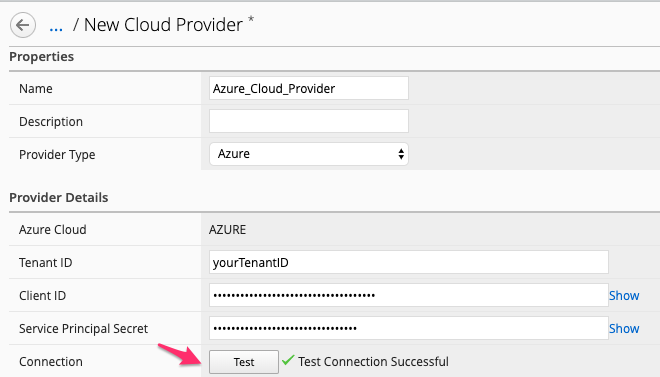 ... / New Cloud Provider *
Properties
Name Azure_Cloud_Provider
Description
Provider Type Azure
Provider Details
Azure Cloud AZURE
Tenant ID yourTenantID
Client ID •••••••••••••••••••••••••••••••••••• Show
Service Principal Secret •••••••••••••••••••••••••••••••• Show
Connection Test Test Connection Successful